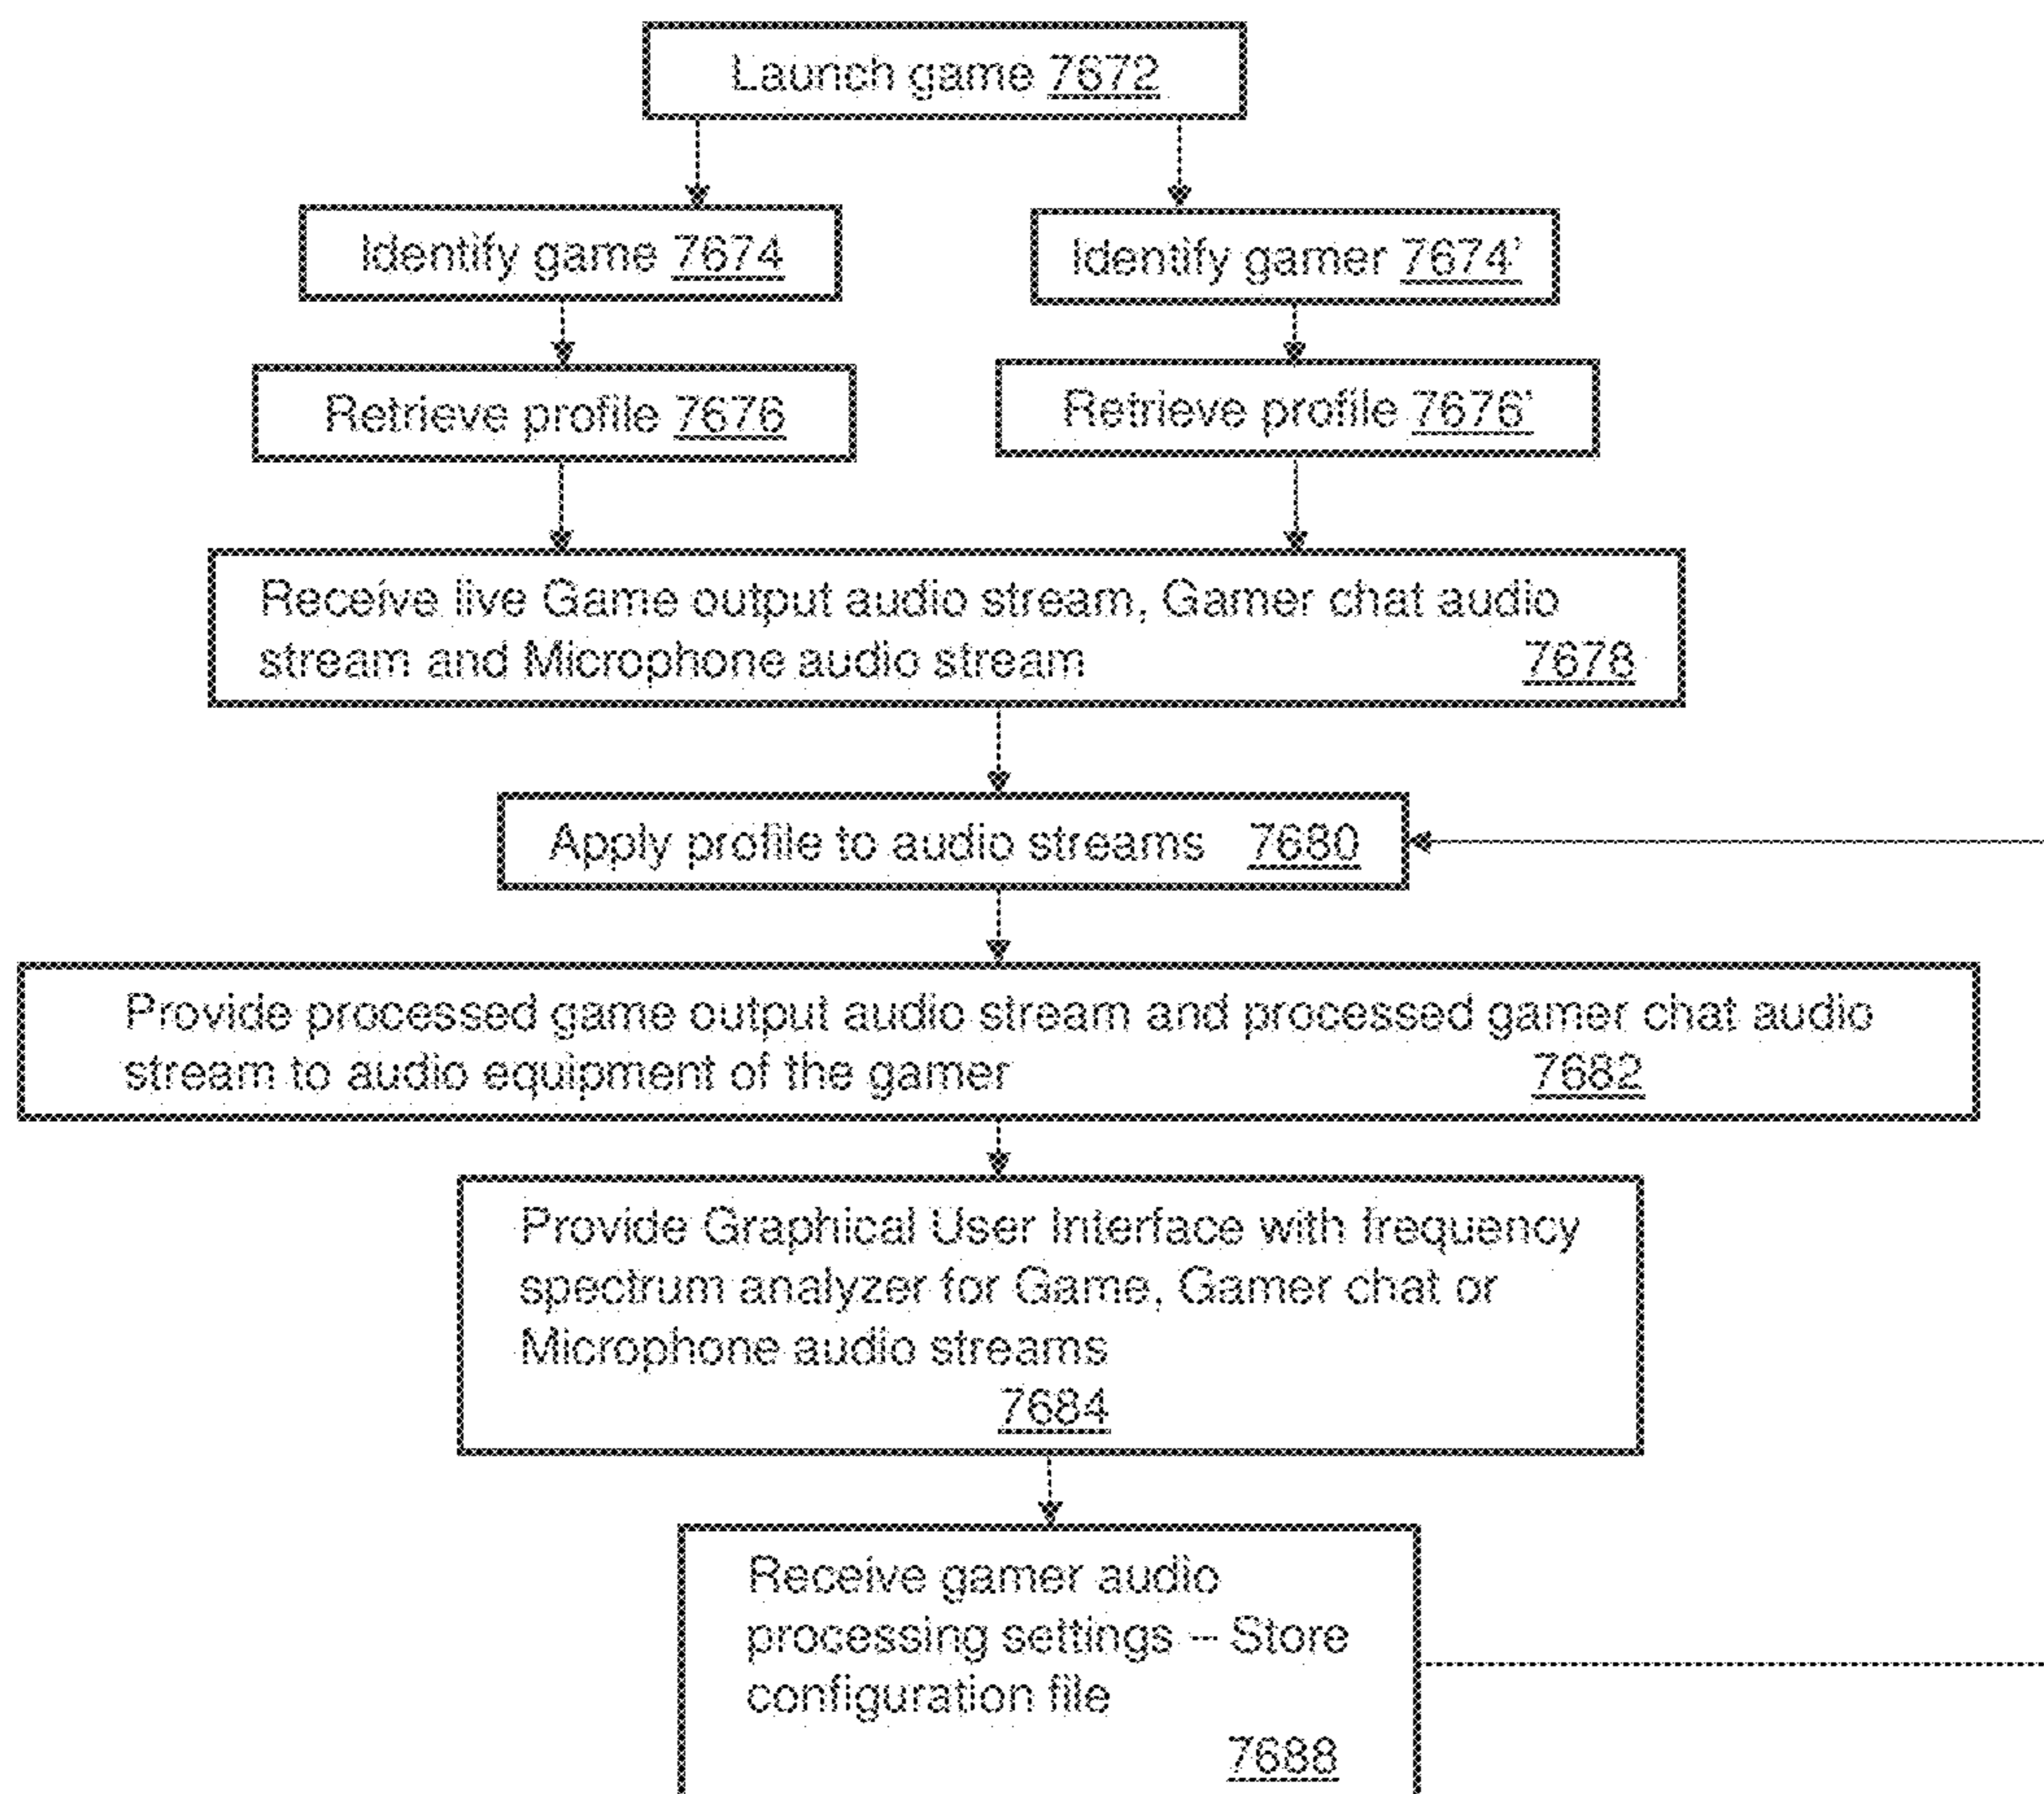 Launch game 7672
Identify game 7674
Identify gamer 7674'
Retrieve profile 7676
Retrieve profile 7676'
Receive live Game output audio stream, Gamer chat audio
stream and Microphone audio stream 7678
Apply profile to audio streams 7680
Provide processed game output audio stream and processed gamer chat audio
stream to audio equipment of the gamer 7682
Provide Graphical User Interface with frequency
spectrum analyzer for Game, Gamer chat or
Microphone audio streams
7684
Receive gamer audio
processing settings – Store
configuration file
7688